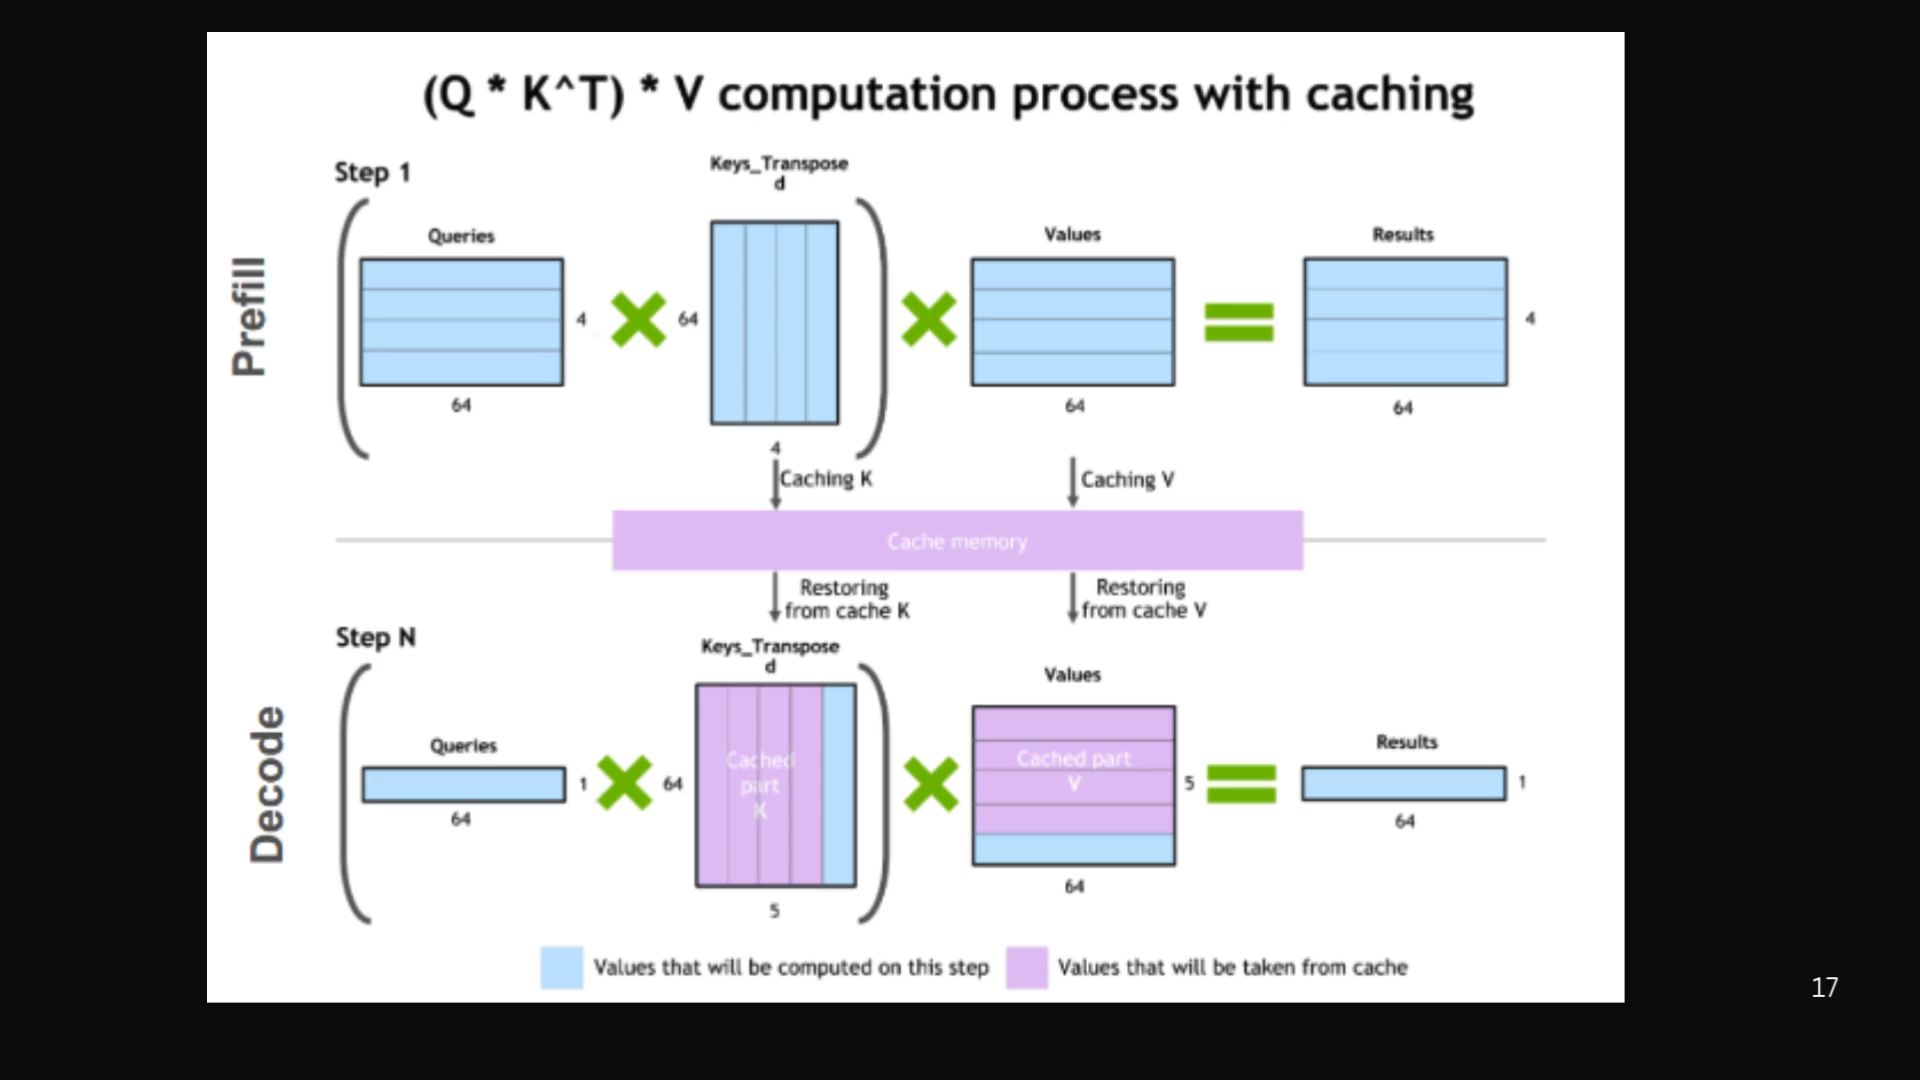 (Q * K^T) * V computation process with caching
Step 1
Prefill
Queries
4
64
Keys_Transpose
d
64
4
Values
64
Results
4
64
Caching K
Caching V
Cache memory
Restoring
from cache K
Restoring
from cache V
Step N
Decode
Queries
1
64
Keys_Transpose
d
64
Cached
part
K
5
Values
Cached part
V
5
64
Results
1
64
Values that will be computed on this step
Values that will be taken from cache
17